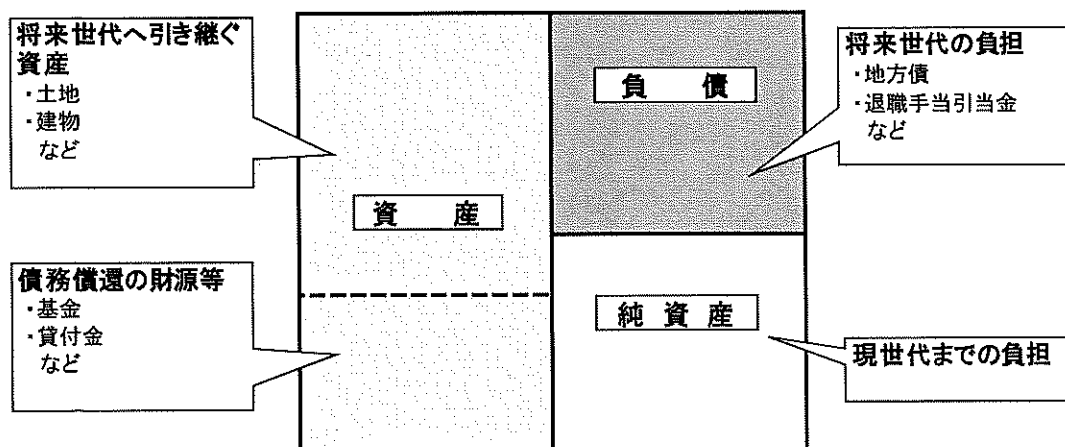 将来世代へ引き継ぐ
資産
・土地
・建物
など
債務償還の財源等
・基金
・貸付金
など
資　産
負　債
純 資 産
将来世代の負担
・地方債
・退職手当引当金
など
現世代までの負担